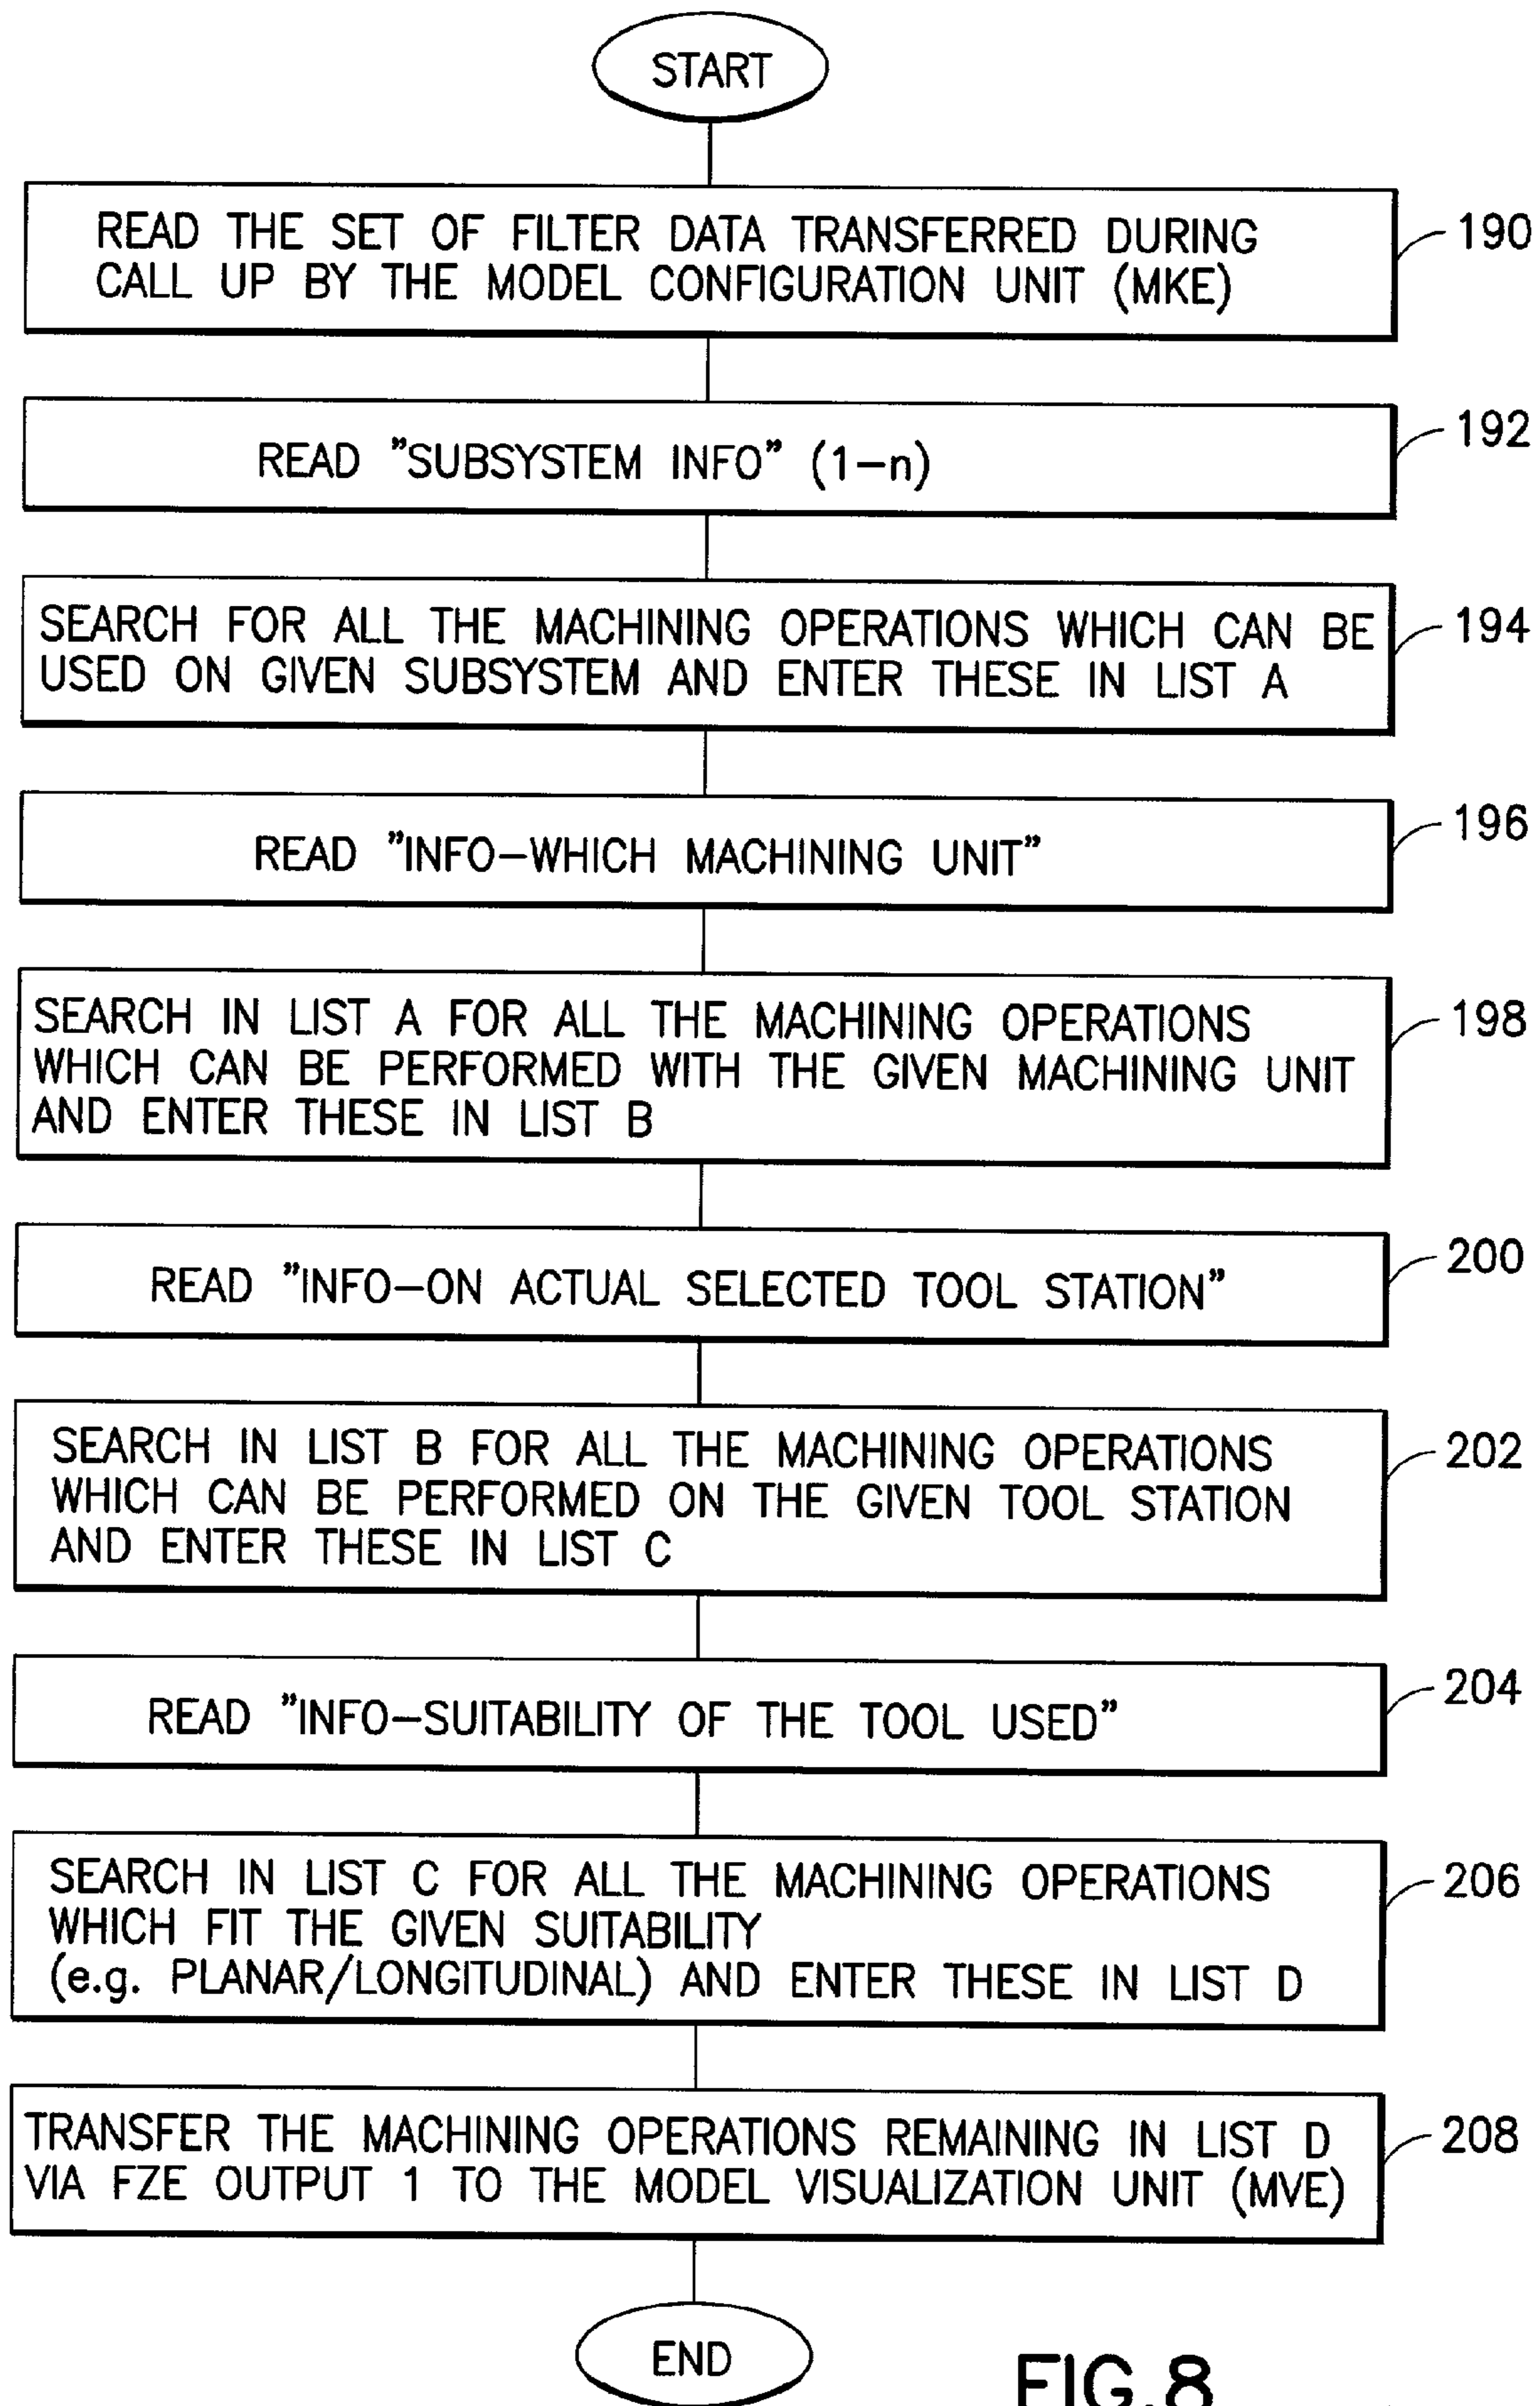 START
READ THE SET OF FILTER DATA TRANSFERRED DURING
CALL UP BY THE MODEL CONFIGURATION UNIT (MKE)
190
READ "SUBSYSTEM INFO" (1-n)
192
SEARCH FOR ALL THE MACHINING OPERATIONS WHICH CAN BE
USED ON GIVEN SUBSYSTEM AND ENTER THESE IN LIST A
194
READ "INFO-WHICH MACHINING UNIT"
196
SEARCH IN LIST A FOR ALL THE MACHINING OPERATIONS
WHICH CAN BE PERFORMED WITH THE GIVEN MACHINING UNIT
AND ENTER THESE IN LIST B
198
READ "INFO-ON ACTUAL SELECTED TOOL STATION"
200
SEARCH IN LIST B FOR ALL THE MACHINING OPERATIONS
WHICH CAN BE PERFORMED ON THE GIVEN TOOL STATION
AND ENTER THESE IN LIST C
202
READ "INFO-SUITABILITY OF THE TOOL USED"
204
SEARCH IN LIST C FOR ALL THE MACHINING OPERATIONS
WHICH FIT THE GIVEN SUITABILITY
(e.g. PLANAR/LONGITUDINAL) AND ENTER THESE IN LIST D
206
TRANSFER THE MACHINING OPERATIONS REMAINING IN LIST D
VIA FZE OUTPUT 1 TO THE MODEL VISUALIZATION UNIT (MVE)
208
END
FIG.8